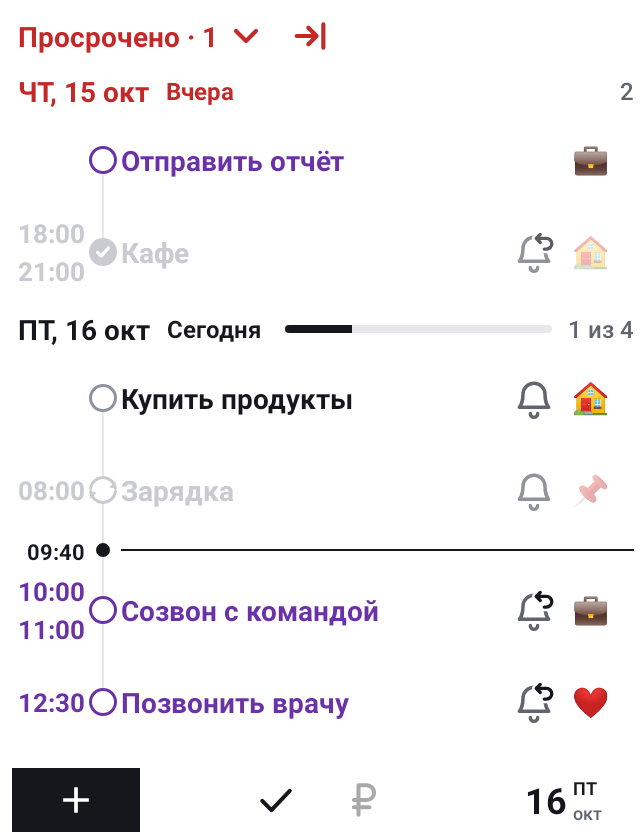 Просрочено · 1
ЧТ, 15 окт Вчера 2
Отправить отчёт
18:00
21:00
Кафе
ПТ, 16 окт Сегодня 1 из 4
Купить продукты
08:00 Зарядка
09:40
10:00
11:00
Созвон с командой
12:30 Позвонить врачу
+ ₽ 16 ПТ
окт